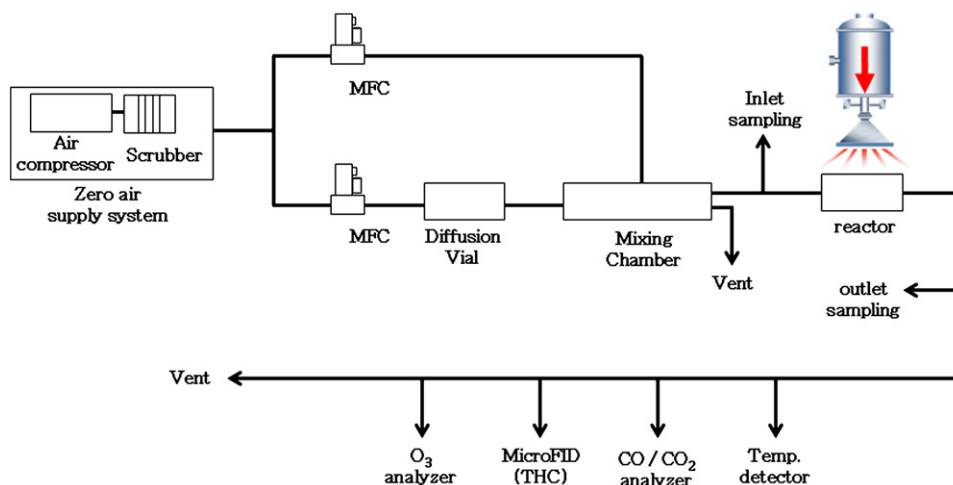 MFC
Air
compressor
Scrubber
Zero air
supply system
MFC
Diffusion
Vial
Mixing
Chamber
Vent
Inlet
sampling
reactor
outlet
sampling
Vent
O₃
analyzer
MicroFID
(THC)
CO / CO₂
analyzer
Temp.
detector